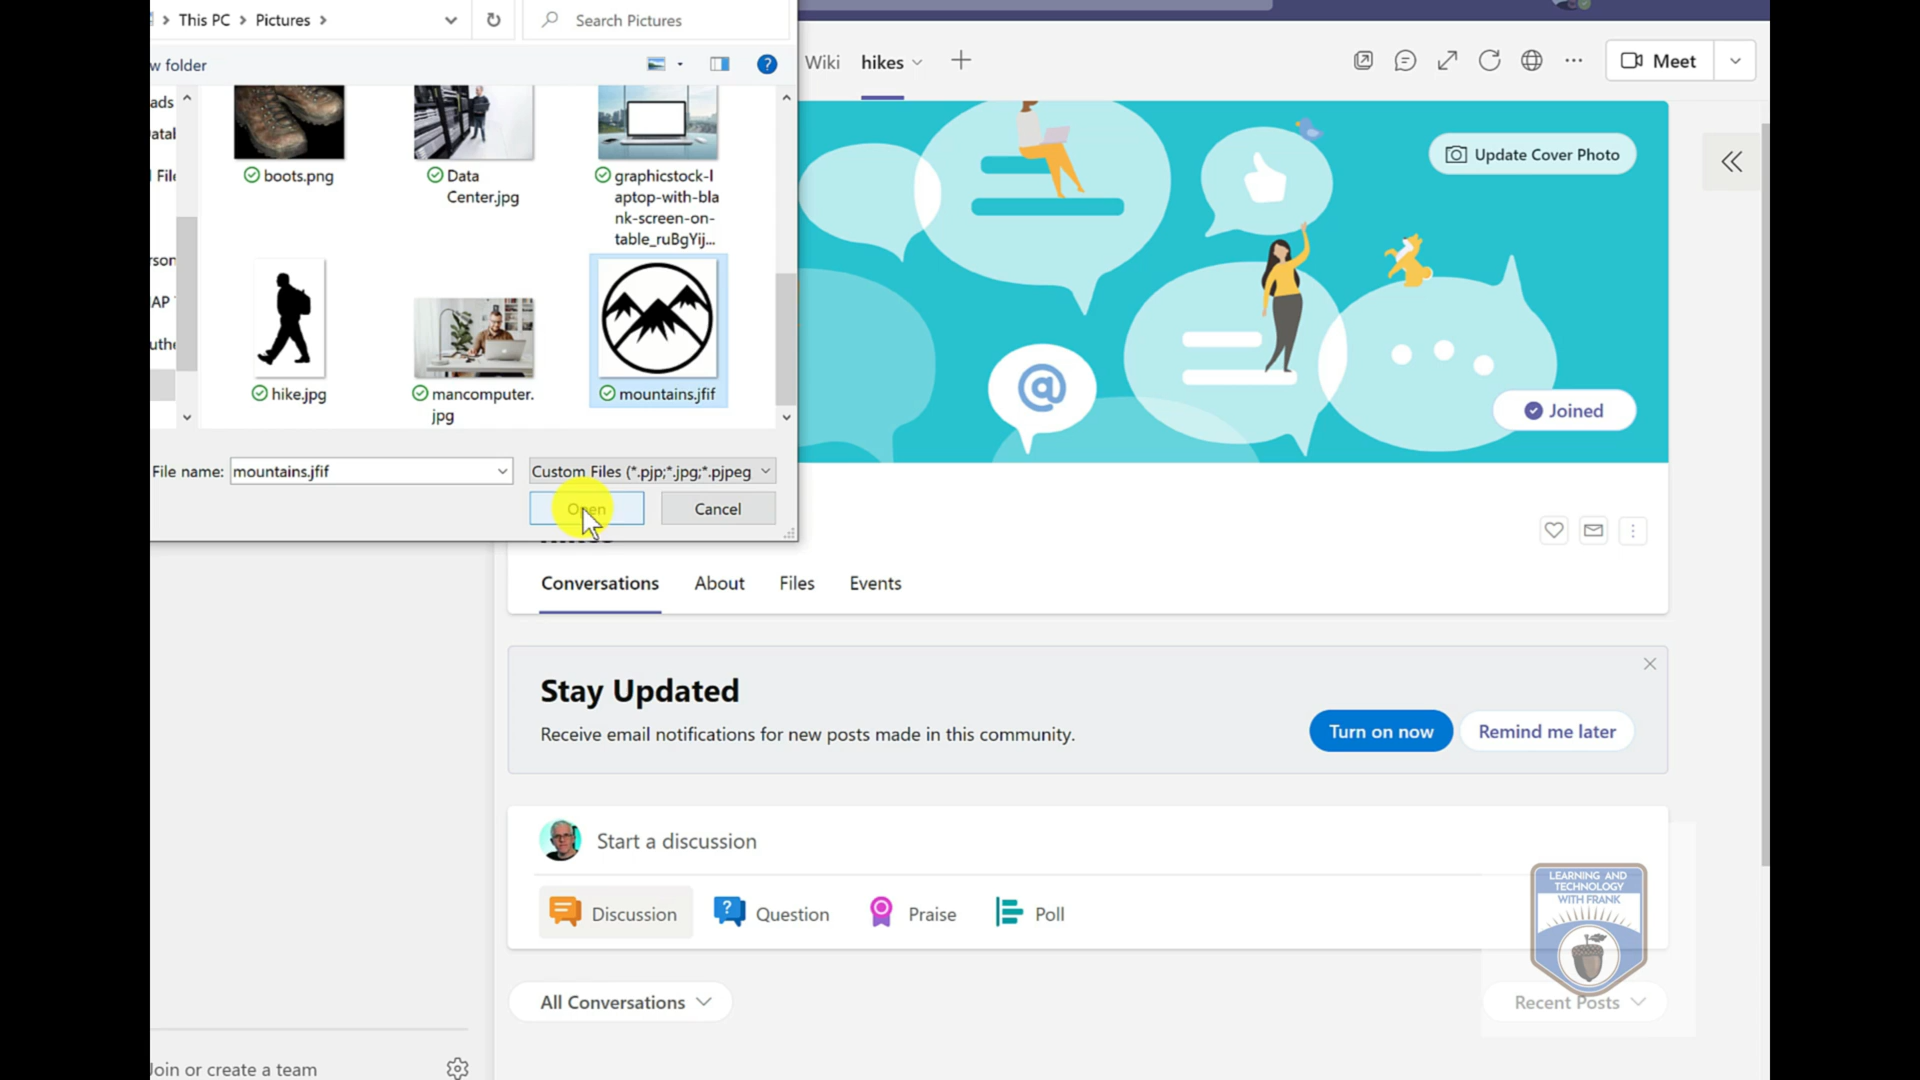 This PC > Pictures >
Search Pictures
w folder
ads
atal
File
rson
AP
uthe
boots.png
Data
Center.jpg
graphicstock-l
aptop-with-bla
nk-screen-on-
table_ruBgYij...
hike.jpg
mancomputer.
jpg
mountains.jfif
File name:
mountains.jfif
Custom Files (*.pjp;*.jpg;*.pjpeg
Open
Cancel
Wiki
hikes
Meet
Update Cover Photo
@
Joined
Conversations
About
Files
Events
Stay Updated
Receive email notifications for new posts made in this community.
Turn on now
Remind me later
Start a discussion
Discussion
Question
Praise
Poll
LEARNING AND
TECHNOLOGY
WITH FRANK
All Conversations
Recent Posts
Join or create a team